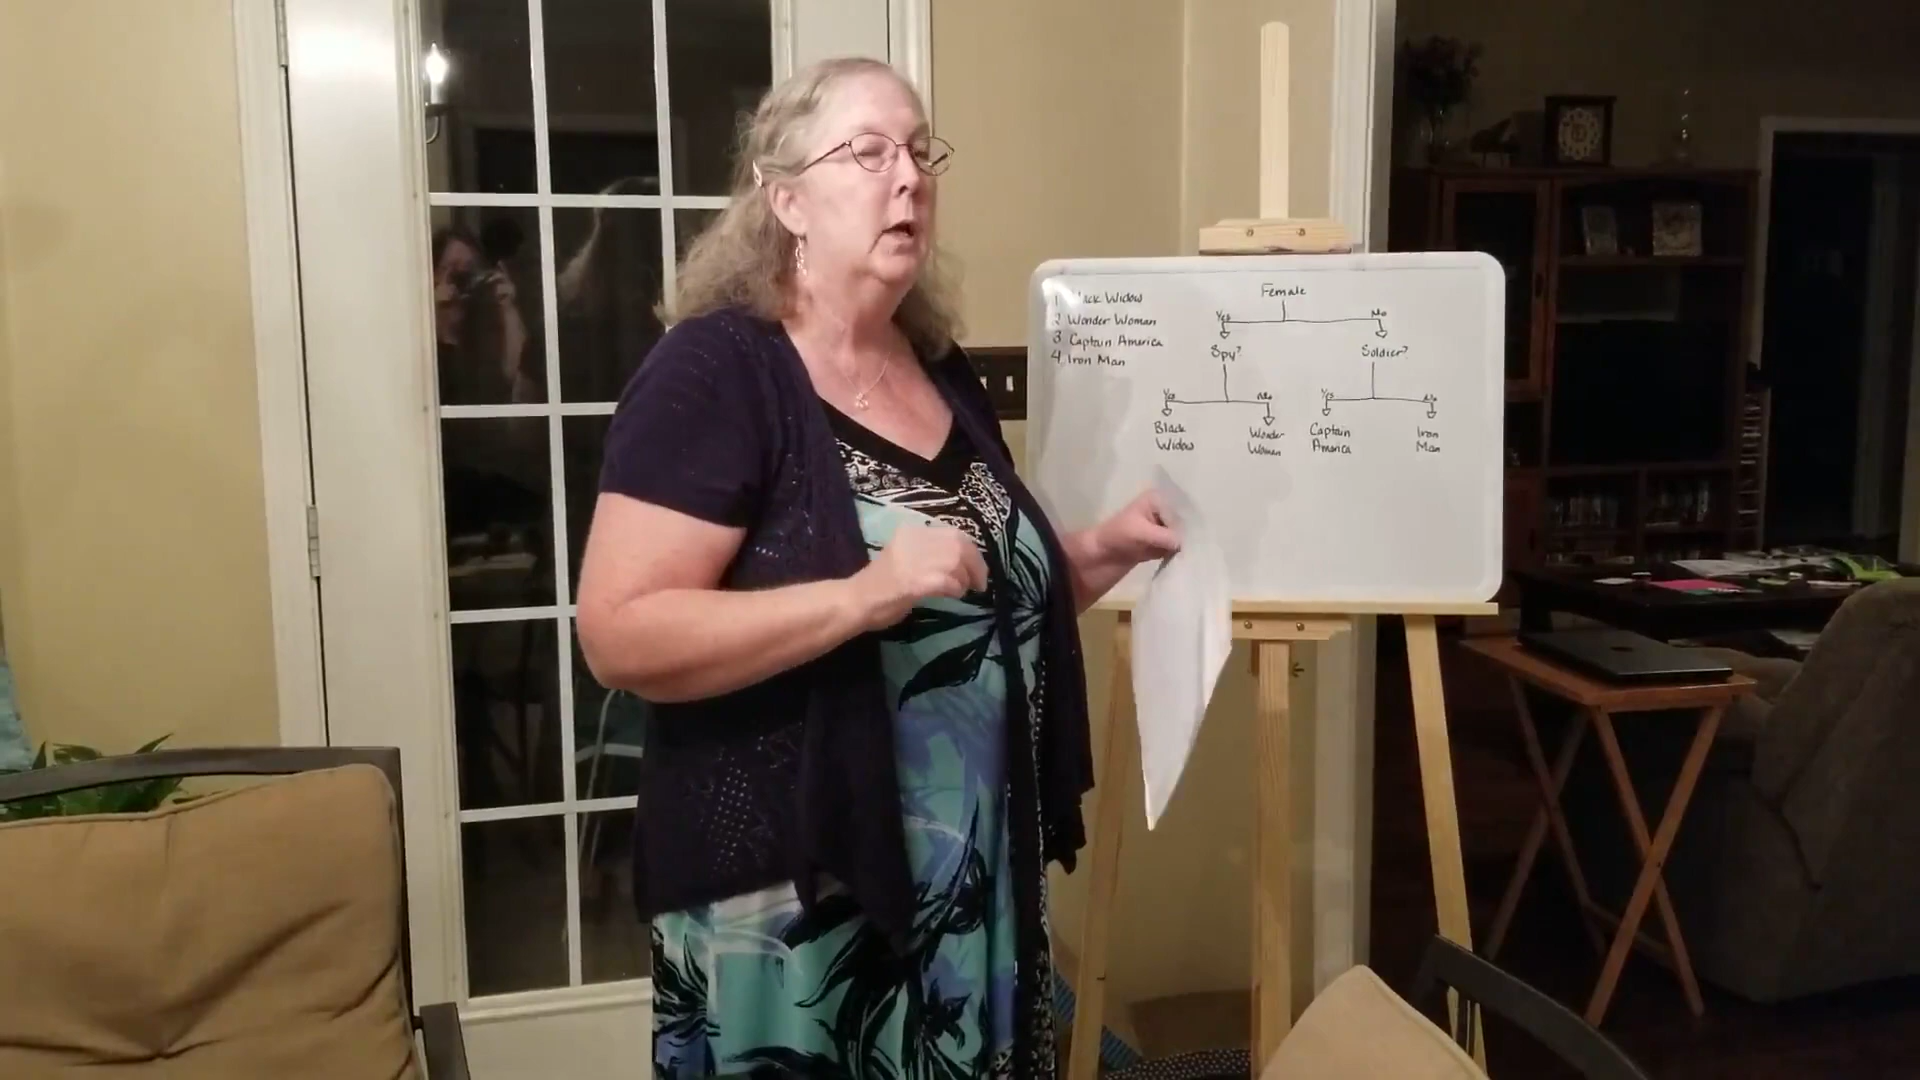 1 Black Widow
2 Wonder Woman
3 Captain America
4. Iron Man
Female
Yes No
Spy? Soldier?
Yes No Yes No
Black Wonder Captain Iron
Widow Woman America Man